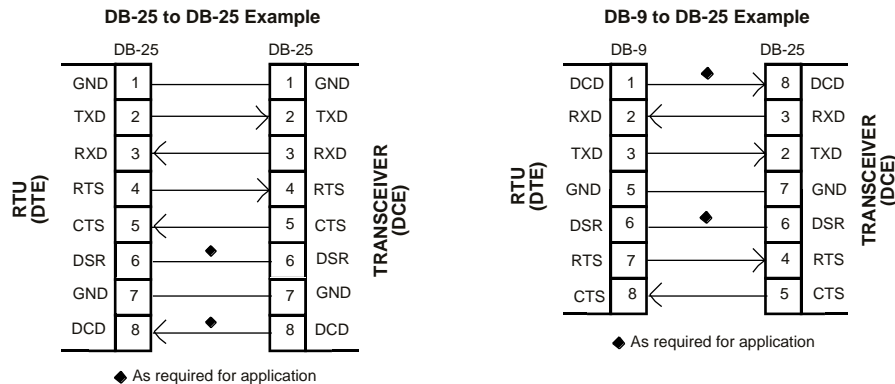 DB-25 to DB-25 Example
DB-25 DB-25
RTU
(DTE)
GND 1 1 GND
TXD 2 2 TXD
RXD 3 3 RXD
RTS 4 4 RTS
CTS 5 5 CTS
DSR 6 6 DSR
GND 7 7 GND
DCD 8 8 DCD
TRANSCEIVER
(DCE)
As required for application
DB-9 to DB-25 Example
DB-9 DB-25
RTU
(DTE)
DCD 1 8 DCD
RXD 2 3 RXD
TXD 3 2 TXD
GND 5 7 GND
DSR 6 6 DSR
RTS 7 4 RTS
CTS 8 5 CTS
TRANSCEIVER
(DCE)
As required for application